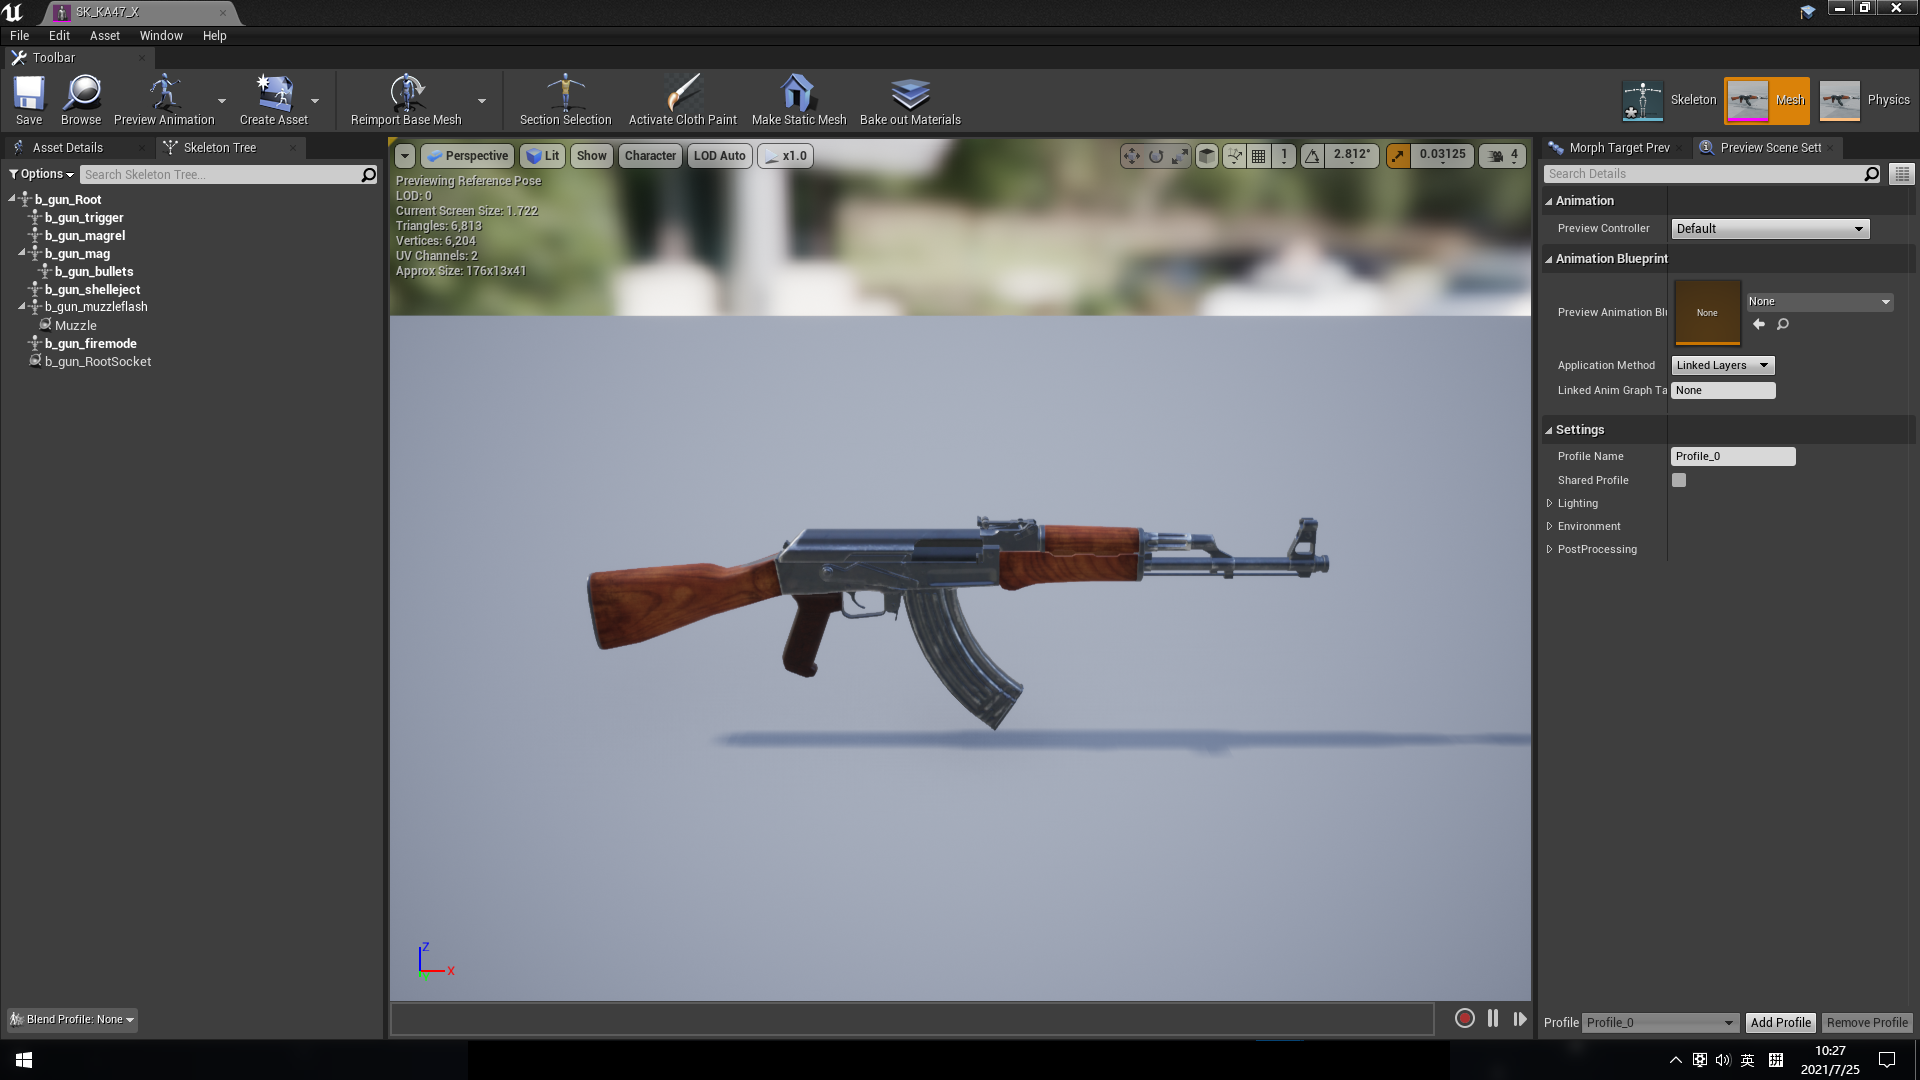 SK_KA47_X
File Edit Asset Window Help
Toolbar
Save Browse Preview Animation Create Asset Reimport Base Mesh Section Selection Activate Cloth Paint Make Static Mesh Bake out Materials Skeleton Mesh Physics
Asset Details Skeleton Tree
Options Search Skeleton Tree...
b_gun_Root
b_gun_trigger
b_gun_magrel
b_gun_mag
b_gun_bullets
b_gun_shelleject
b_gun_muzzleflash
Muzzle
b_gun_firemode
b_gun_RootSocket
Blend Profile: None
Perspective Lit Show Character LOD Auto x1.0 1 2.812° 0.03125 4
Previewing Reference Pose
LOD: 0
Current Screen Size: 1.722
Triangles: 6,813
Vertices: 6,204
UV Channels: 2
Approx Size: 176x13x41
Z
X
Morph Target Prev Preview Scene Sett
Search Details
Animation
Preview Controller Default
Animation Blueprint
Preview Animation Blu None None
Application Method Linked Layers
Linked Anim Graph Ta None
Settings
Profile Name Profile_0
Shared Profile
Lighting
Environment
PostProcessing
Profile Profile_0 Add Profile Remove Profile
英 拼 10:27
2021/7/25